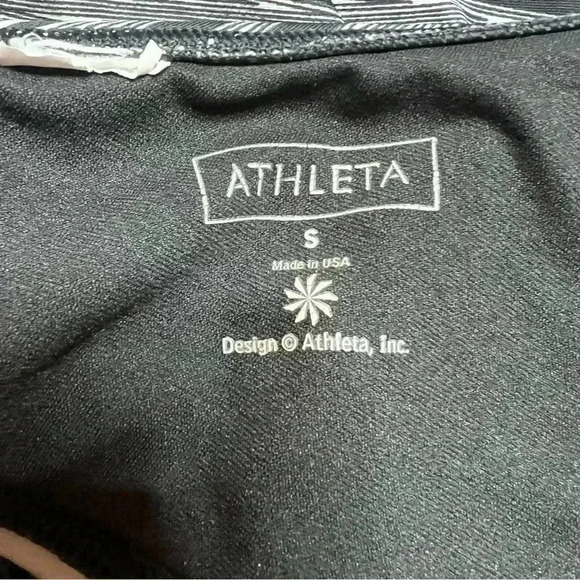 ATHLETA
S
Made in USA
Design © Athleta, Inc.